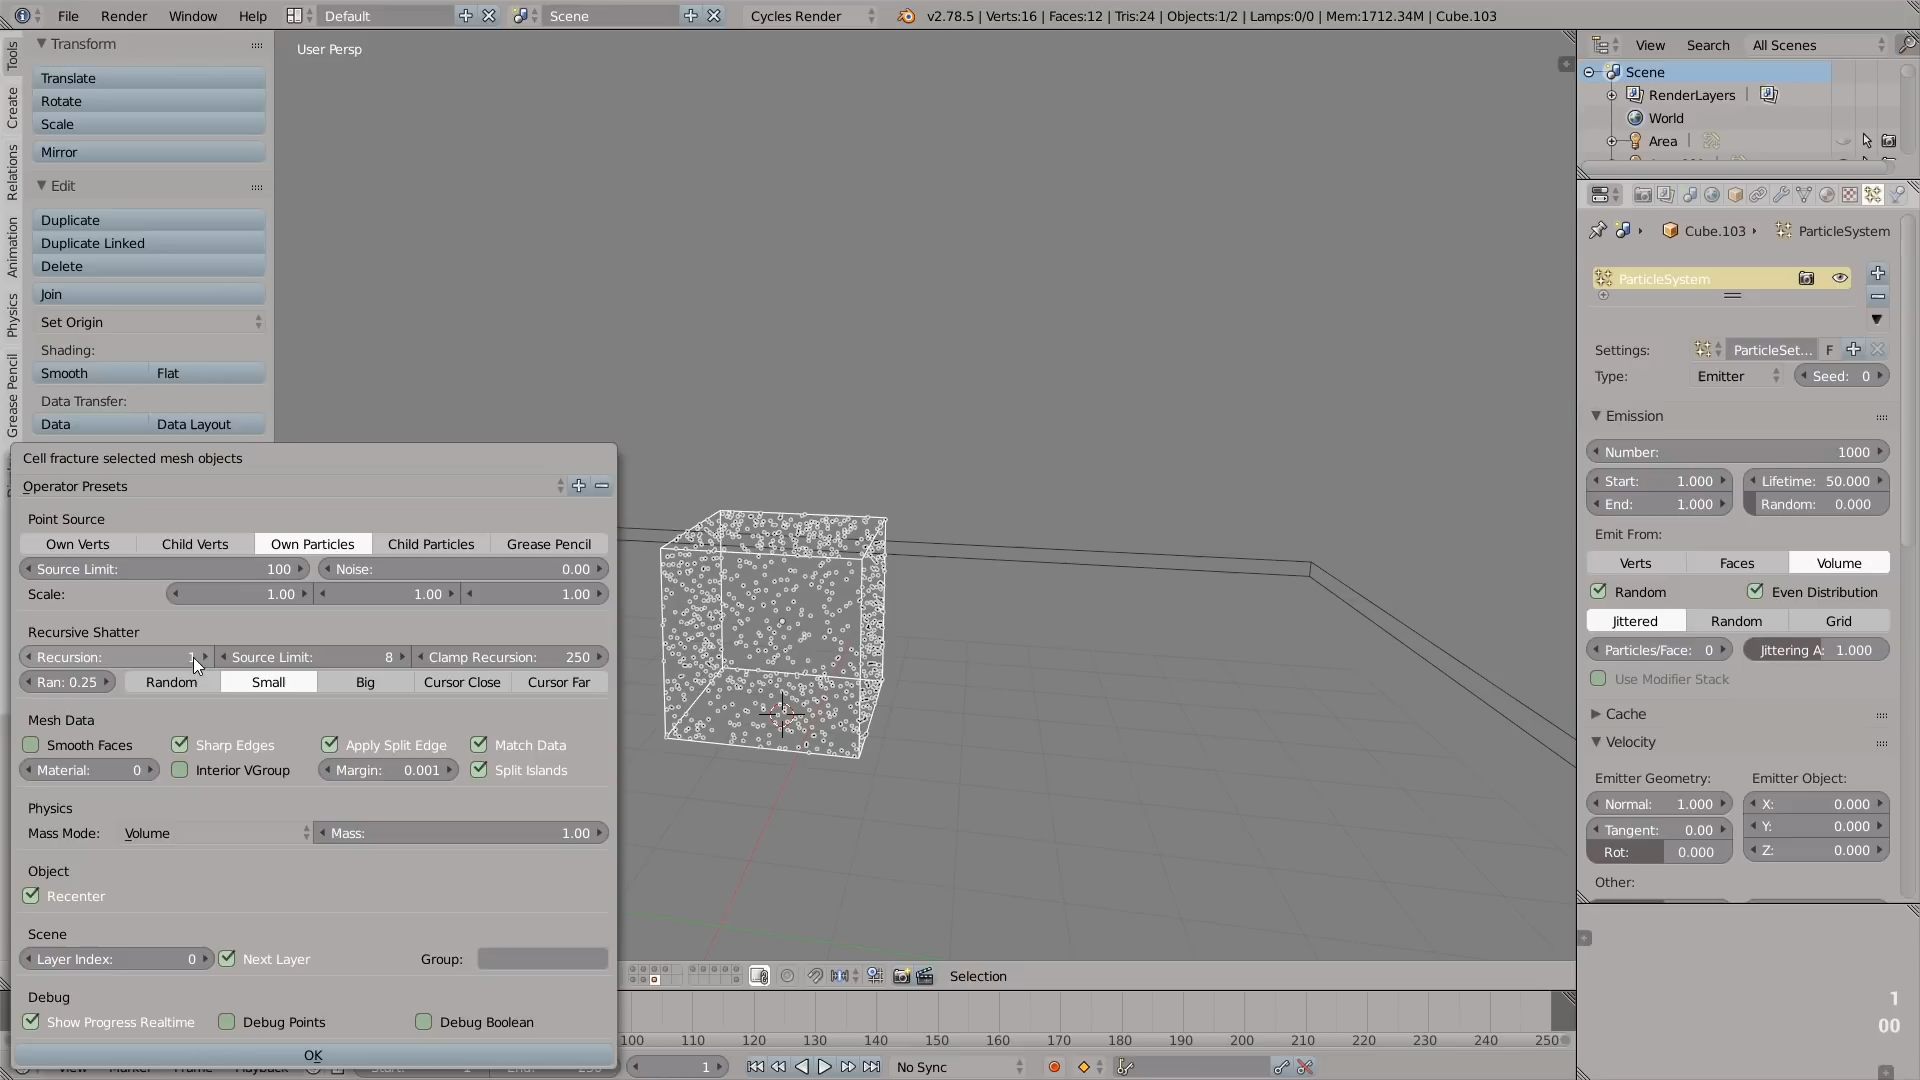 File Render Window Help Default Scene Cycles Render v2.78.5 | Verts:16 | Faces:12 | Tris:24 | Objects:1/2 | Lamps:0/0 | Mem:1712.34M | Cube.103
Tools
Create
Relations
Animation
Physics
Grease Pencil
Transform
Translate
Rotate
Scale
Mirror
Edit
Duplicate
Duplicate Linked
Delete
Join
Set Origin
Shading:
Smooth Flat
Data Transfer:
Data Data Layout
User Persp
Cell fracture selected mesh objects
Operator Presets
Point Source
Own Verts Child Verts Own Particles Child Particles Grease Pencil
Source Limit: 100 Noise: 0.00
Scale: 1.00 1.00 1.00
Recursive Shatter
Recursion: 1 Source Limit: 8 Clamp Recursion: 250
Ran: 0.25 Random Small Big Cursor Close Cursor Far
Mesh Data
Smooth Faces Sharp Edges Apply Split Edge Match Data
Material: 0 Interior VGroup Margin: 0.001 Split Islands
Physics
Mass Mode: Volume Mass: 1.00
Object
Recenter
Scene
Layer Index: 0 Next Layer Group:
Debug
Show Progress Realtime Debug Points Debug Boolean
OK
Selection
100 110 120 130 140 150 160 170 180 190 200 210 220 230 240 250
1 No Sync
View Search All Scenes
Scene
RenderLayers
World
Area
Cube.103 ParticleSystem
ParticleSystem
Settings: ParticleSet... F
Type: Emitter Seed: 0
Emission
Number: 1000
Start: 1.000 Lifetime: 50.000
End: 1.000 Random: 0.000
Emit From:
Verts Faces Volume
Random Even Distribution
Jittered Random Grid
Particles/Face: 0 Jittering A: 1.000
Use Modifier Stack
Cache
Velocity
Emitter Geometry: Emitter Object:
Normal: 1.000 X: 0.000
Tangent: 0.00 Y: 0.000
Rot: 0.000 Z: 0.000
Other:
1
00